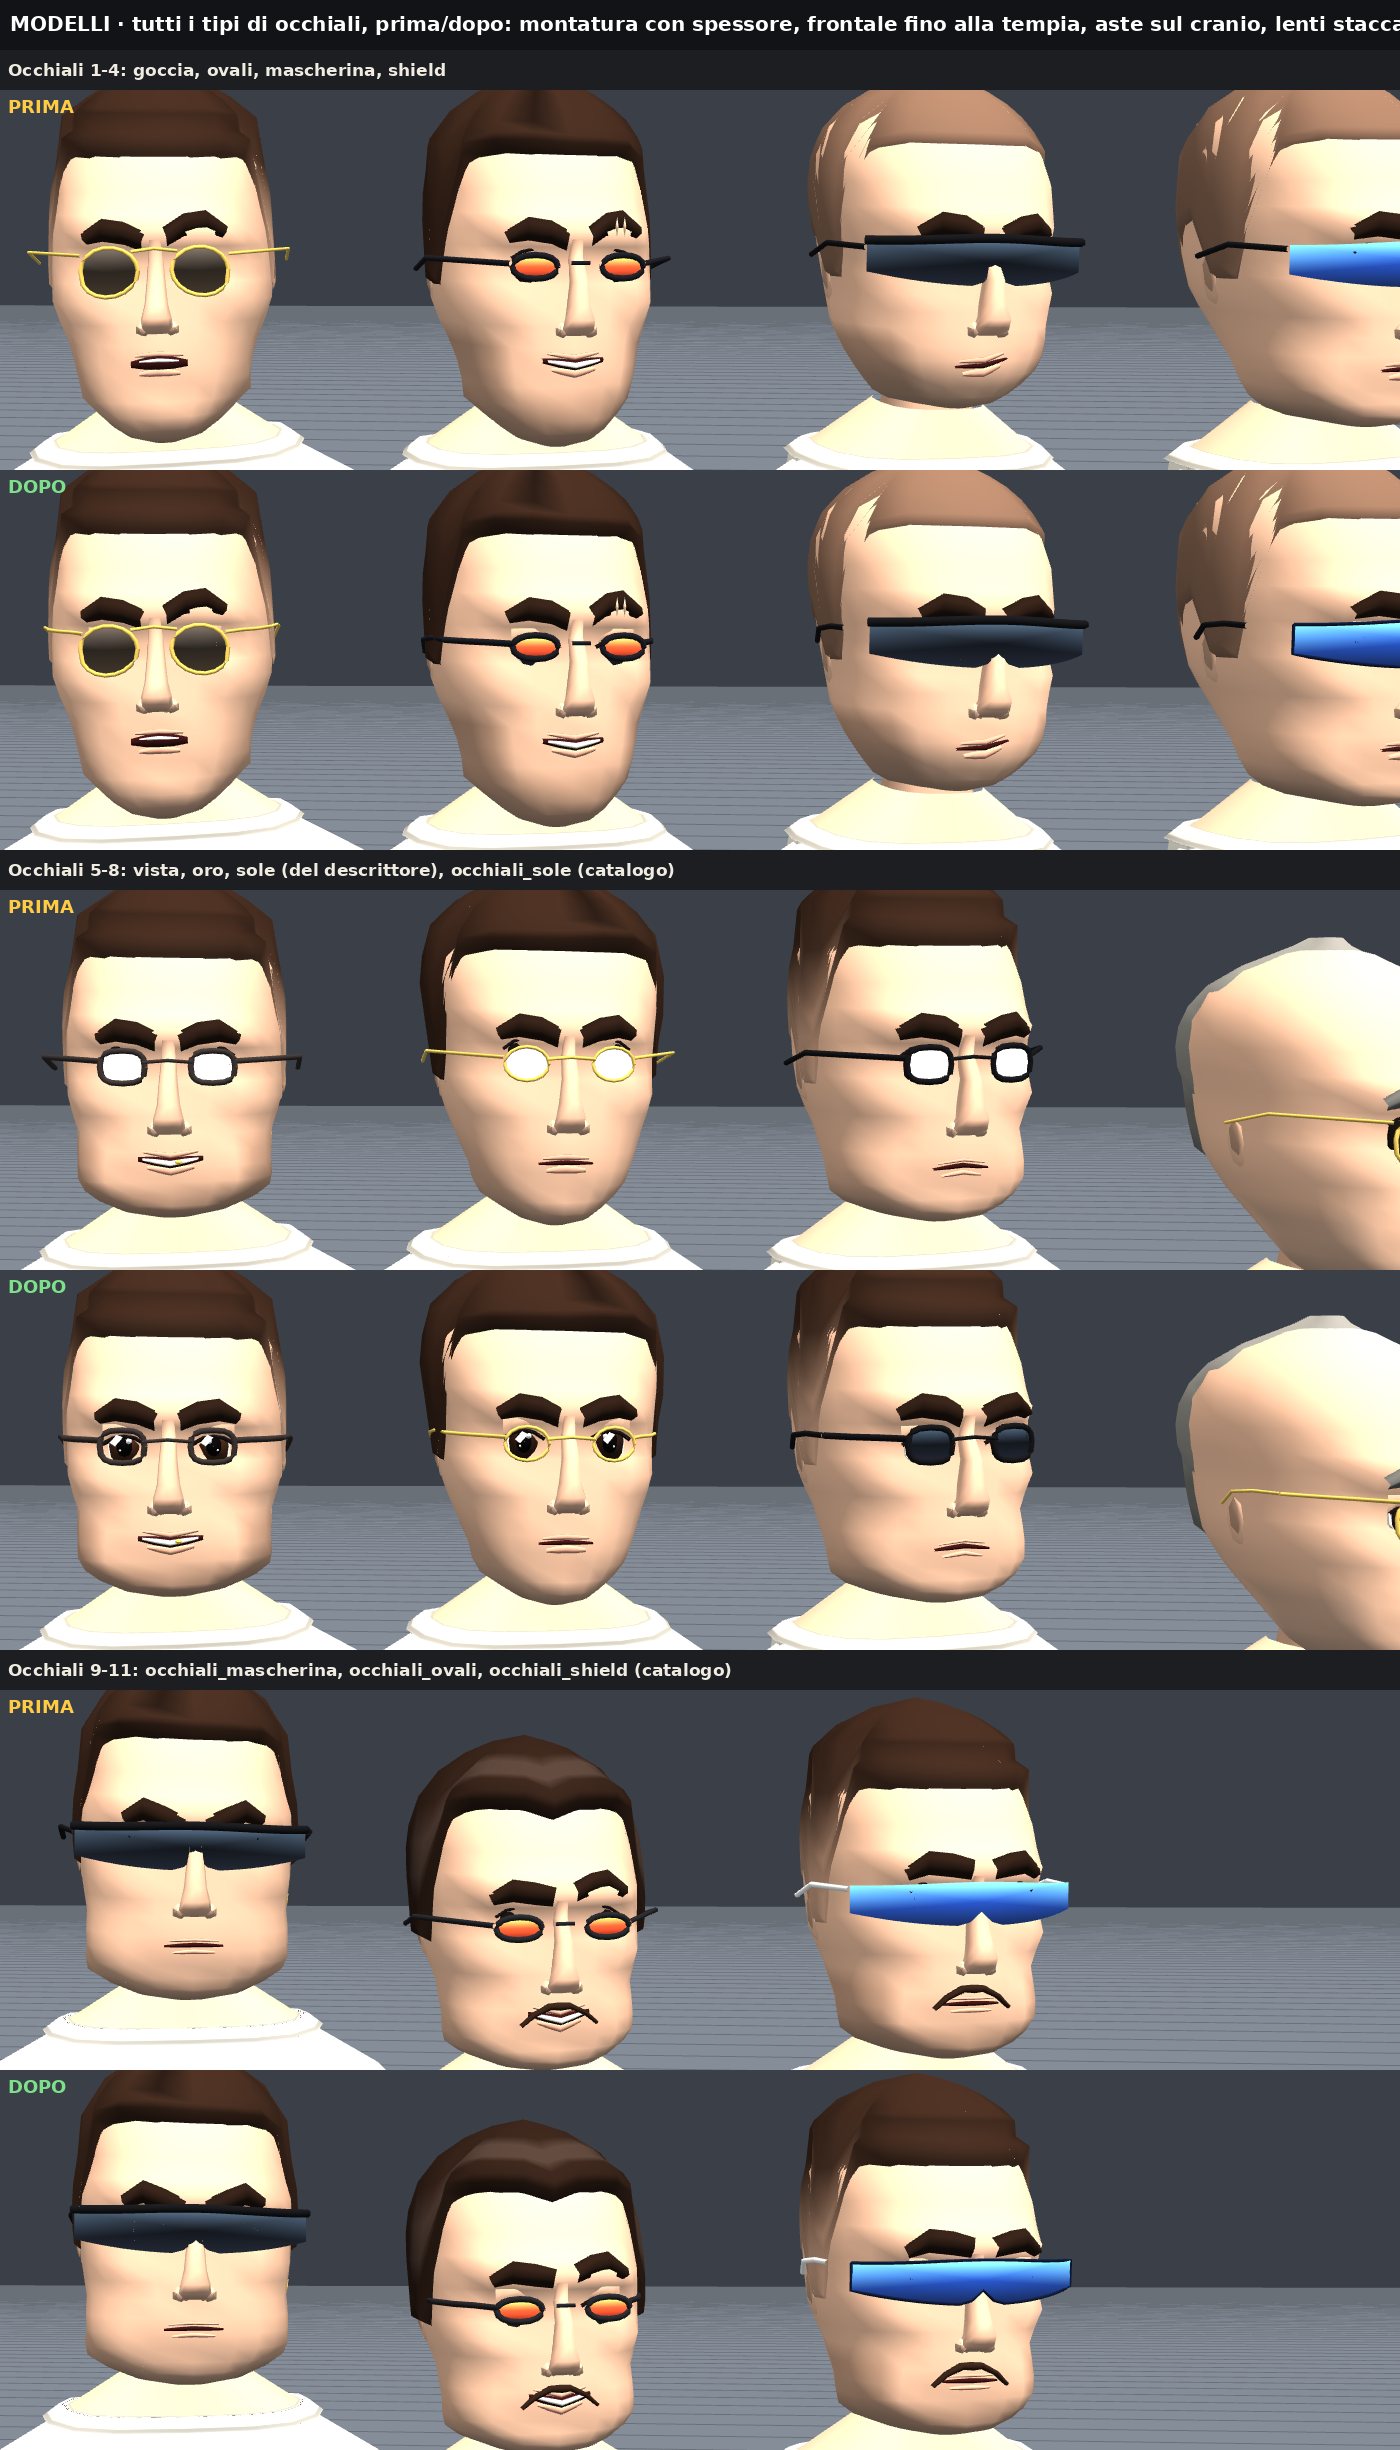 MODELLI · tutti i tipi di occhiali, prima/dopo: montatura con spessore, frontale fino alla tempia, aste sul cranio, lenti
Occhiali 1-4: goccia, ovali, mascherina, shield
PRIMA
DOPO
Occhiali 5-8: vista, oro, sole (del descrittore), occhiali_sole (catalogo)
PRIMA
DOPO
Occhiali 9-11: occhiali_mascherina, occhiali_ovali, occhiali_shield (catalogo)
PRIMA
DOPO